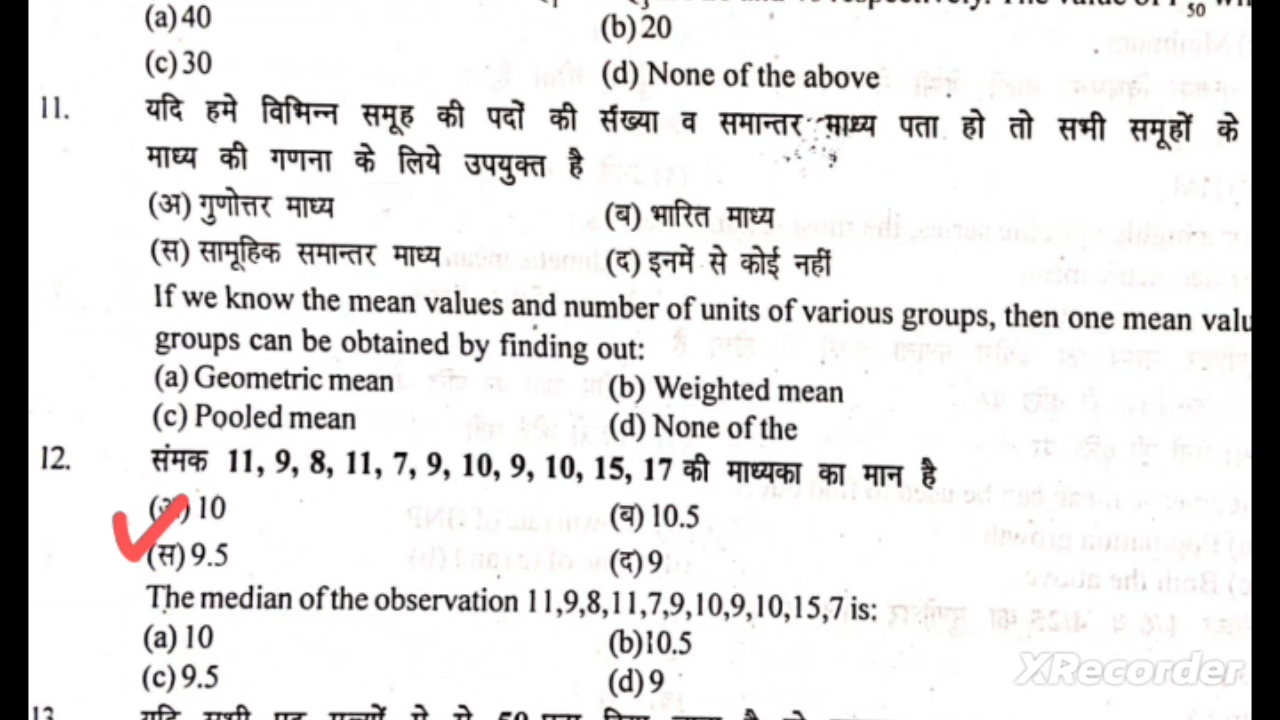 (a) 40 (b) 20
50
(c) 30 (d) None of the above
11. यदि हमे विभिन्न समूह की पदों की संख्या व समान्तर माध्य पता हो तो सभी समूहों के
माध्य की गणना के लिये उपयुक्त है
(अ) गुणोत्तर माध्य (ब) भारित माध्य
(स) सामूहिक समान्तर माध्य (द) इनमें से कोई नहीं
If we know the mean values and number of units of various groups, then one mean valu
groups can be obtained by finding out:
(a) Geometric mean (b) Weighted mean
(c) Pooled mean (d) None of the
12. संमक 11, 9, 8, 11, 7, 9, 10, 9, 10, 15, 17 की माध्यका का मान है
(अ) 10 (ब) 10.5
(स) 9.5 (द) 9
The median of the observation 11,9,8,11,7,9,10,9,10,15,7 is:
(a) 10 (b) 10.5
(c) 9.5 (d) 9
XRecorder